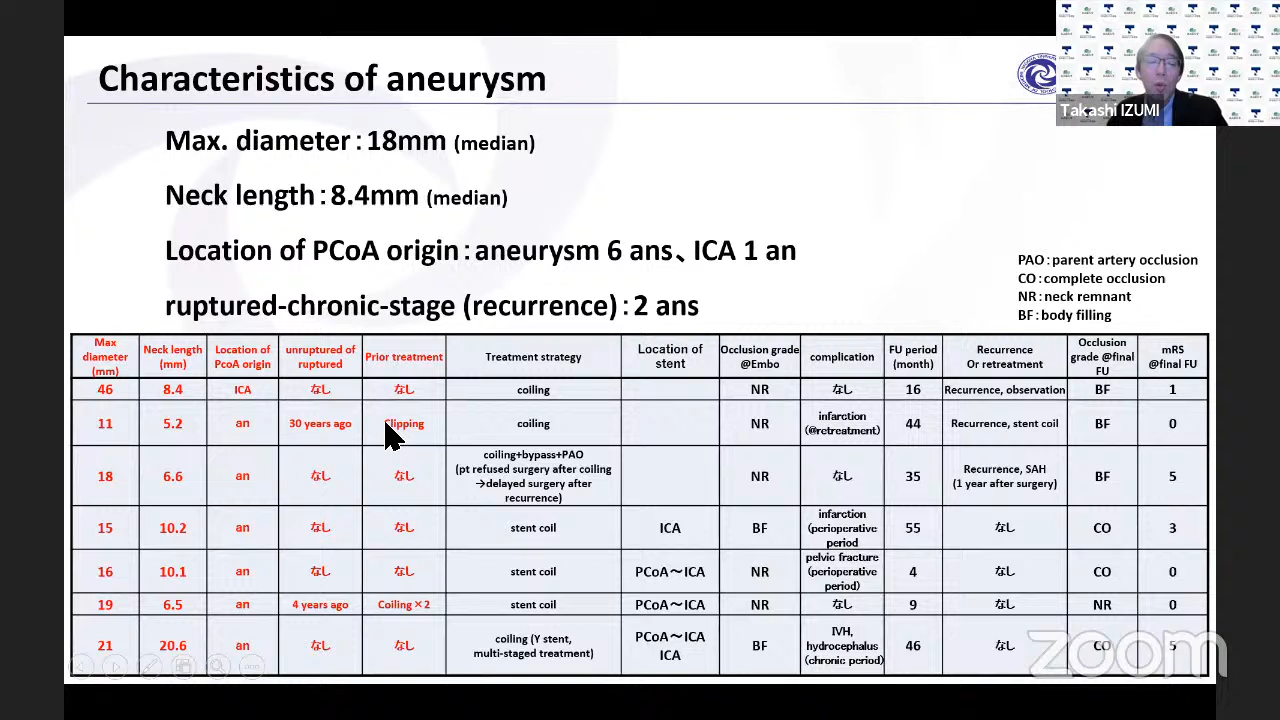 Characteristics of aneurysm
Takashi IZUMI
Max. diameter：18mm (median)
Neck length：8.4mm (median)
Location of PCoA origin：aneurysm 6 ans、ICA 1 an
ruptured-chronic-stage (recurrence)：2 ans
PAO：parent artery occlusion
CO：complete occlusion
NR：neck remnant
BF：body filling
Max diameter (mm) Neck length (mm) Location of PCoA origin unruptured of ruptured Prior treatment Treatment strategy Location of stent Occlusion grade @Embo complication FU period (month) Recurrence Or retreatment Occlusion grade @final FU mRS @final FU
46 8.4 ICA なし なし coiling NR なし 16 Recurrence, observation BF 1
11 5.2 an 30 years ago lipping coiling NR infarction (@retreatment) 44 Recurrence, stent coil BF 0
18 6.6 an なし なし coiling+bypass+PAO (pt refused surgery after coiling →delayed surgery after recurrence) NR なし 35 Recurrence, SAH (1 year after surgery) BF 5
15 10.2 an なし なし stent coil ICA BF infarction (perioperative period 55 なし CO 3
16 10.1 an なし なし stent coil PCoA～ICA NR pelvic fracture (perioperative period) 4 なし CO 0
19 6.5 an 4 years ago Coiling×2 stent coil PCoA～ICA NR なし 9 なし NR 0
21 20.6 an なし なし coiling (Y stent, multi-staged treatment) PCoA～ICA ICA BF IVH, hydrocephalus (chronic period) 46 なし CO 5
zoom